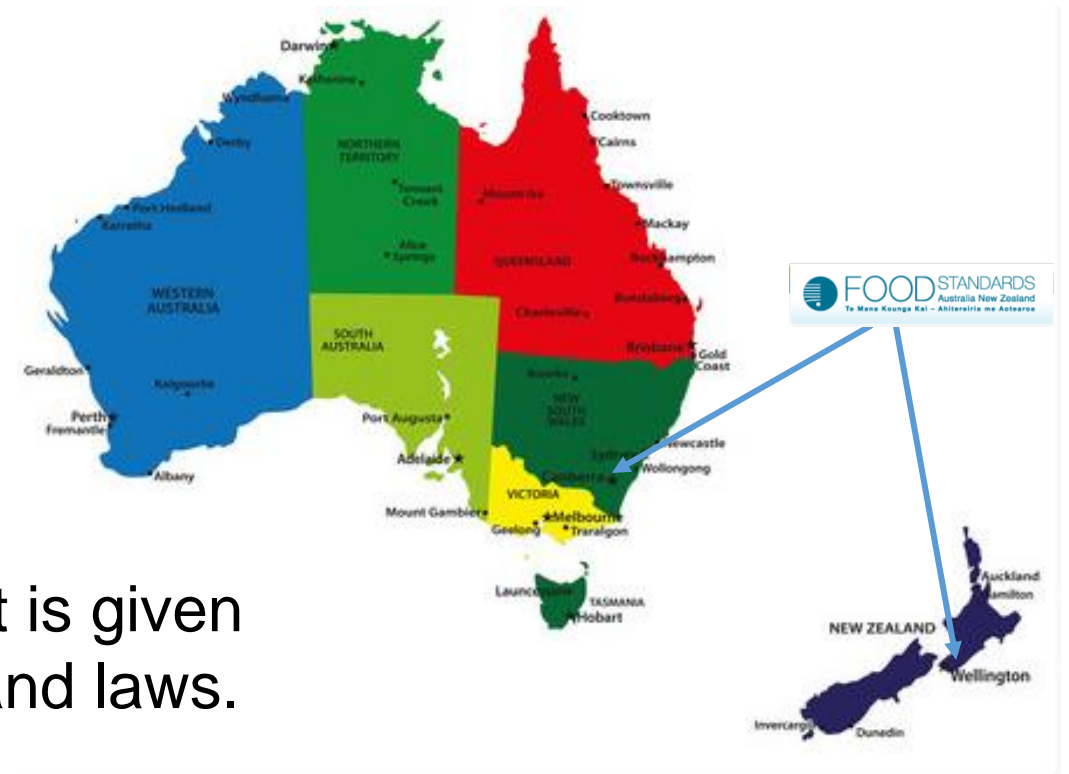 Darwin
Katherine
Wyndham
Cooktown
Derby
NORTHERN
TERRITORY
Cairns
Tennant
Creek
Mount Isa
Townsville
Port Hedland
Karratha
Mackay
Alice
Springs
QUEENSLAND
Rockhampton
WESTERN
AUSTRALIA
Bundaberg
Charleville
FOOD STANDARDS
Australia New Zealand
Te Mana Kounga Kai – Ahitereiria me Aotearoa
SOUTH
AUSTRALIA
Brisbane
Gold
Coast
Geraldton
Kalgoorlie
Bourke
NEW
SOUTH
WALES
Perth
Fremantle
Port Augusta
Newcastle
Sydney
Wollongong
Adelaide
Albany
Canberra
VICTORIA
Mount Gambier
Melbourne
Geelong
Traralgon
TASMANIA
Hobart
t is given
and laws.
Auckland
Hamilton
NEW ZEALAND
Wellington
Invercargil
Dunedin